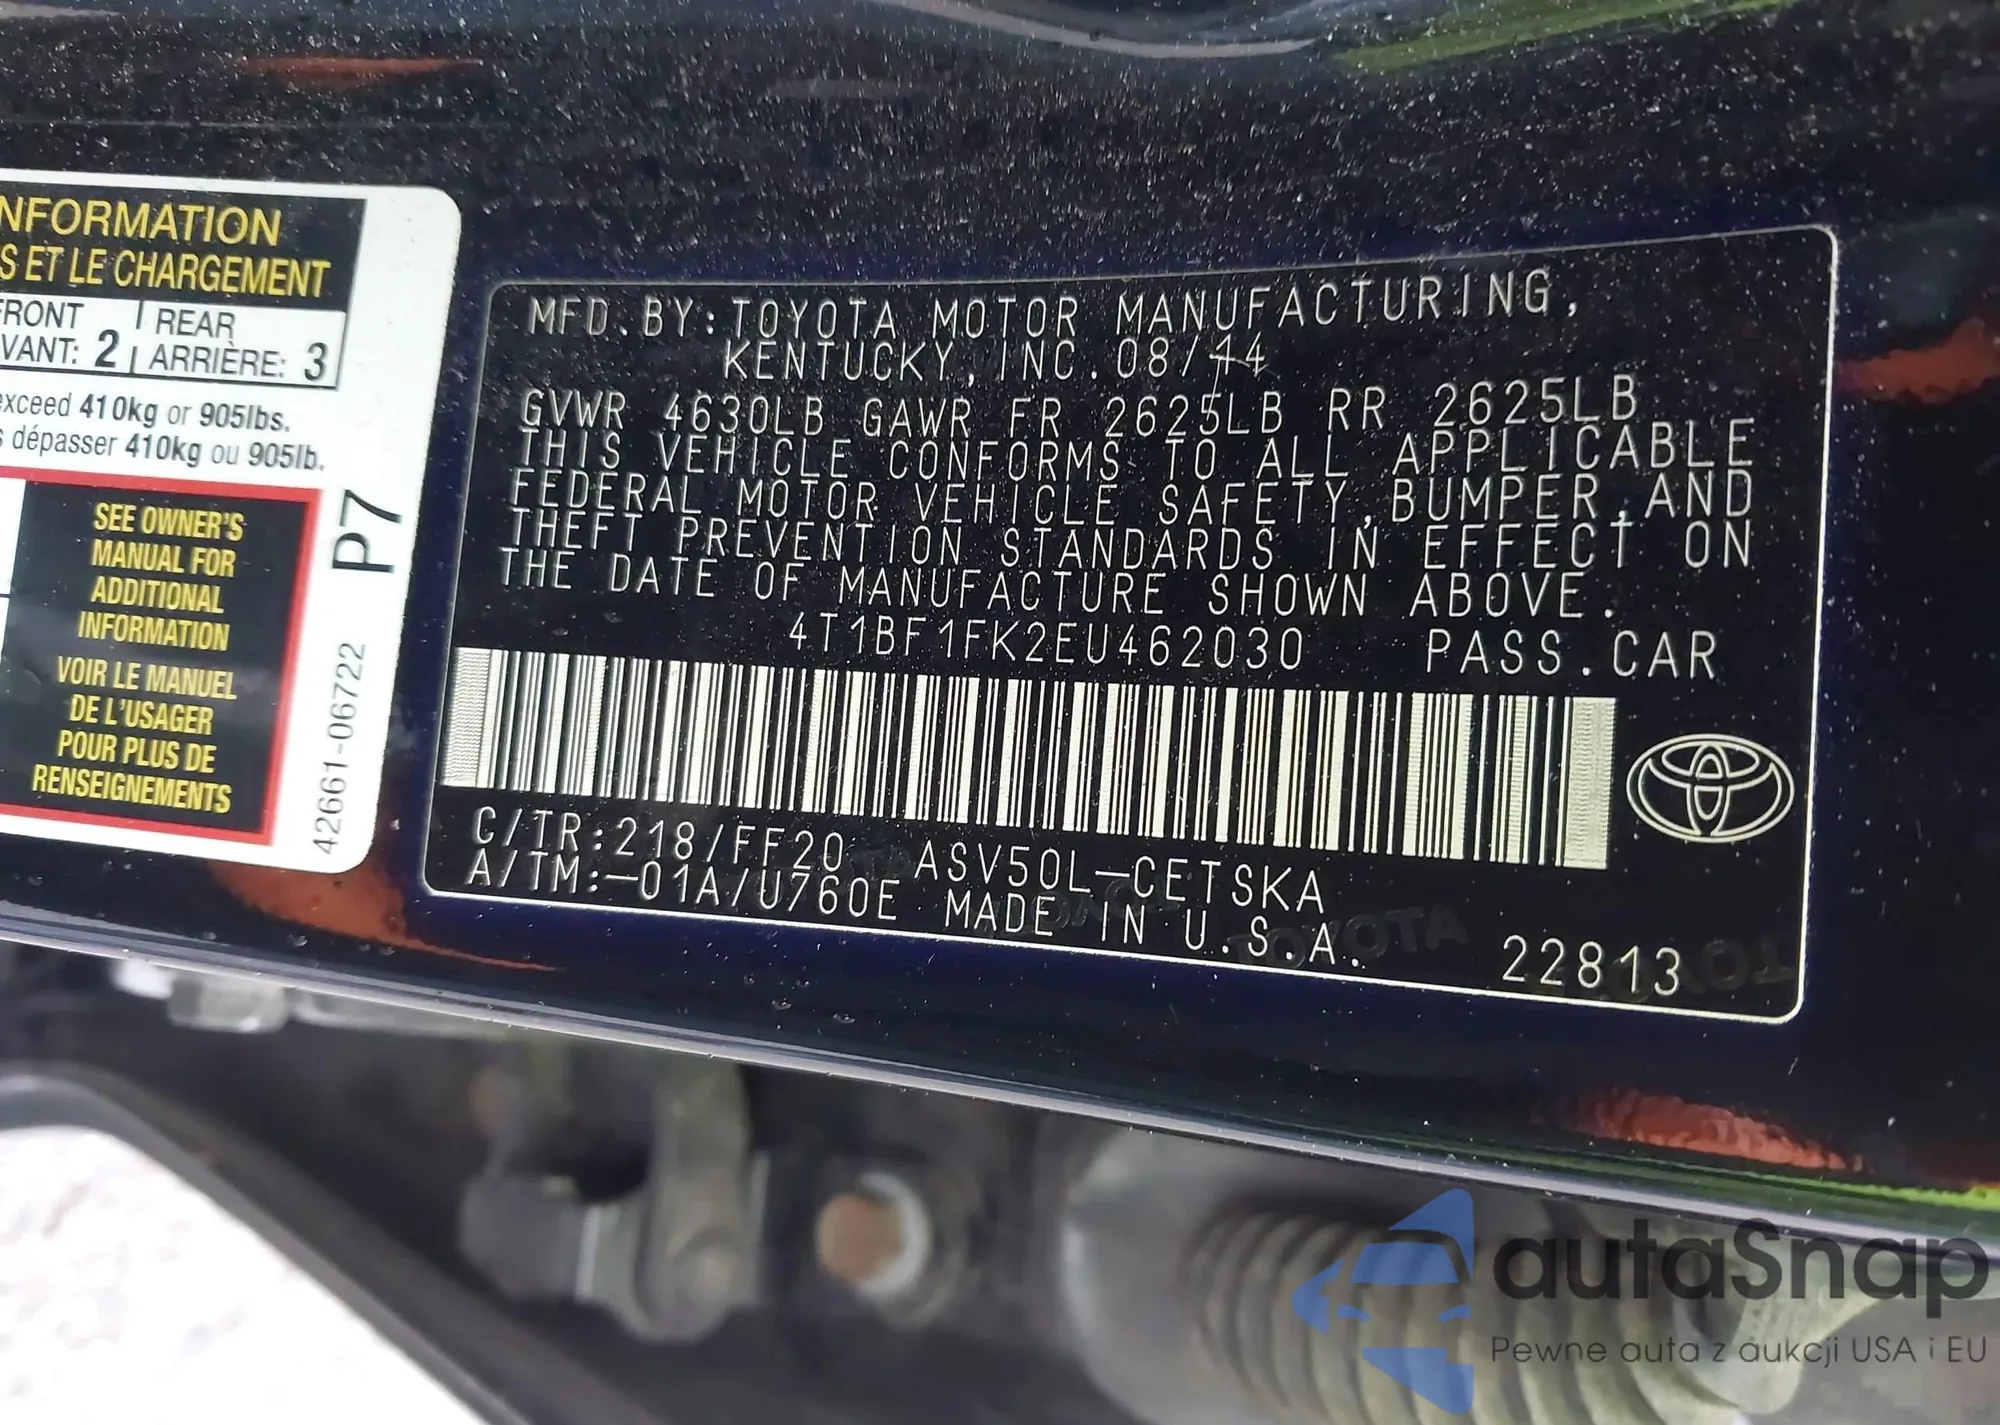 NFORMATION
S ET LE CHARGEMENT
FRONT | REAR
VANT: 2 | ARRIÈRE: 3
exceed 410kg or 905lbs.
s dépasser 410kg ou 905lb.
SEE OWNER'S
MANUAL FOR
ADDITIONAL
INFORMATION
VOIR LE MANUEL
DE L'USAGER
POUR PLUS DE
RENSEIGNEMENTS
P7
42661-06722
MFD.BY:TOYOTA MOTOR MANUFACTURING,
KENTUCKY,INC.08/14
GVWR 4630LB GAWR FR 2625LB RR 2625LB
THIS VEHICLE CONFORMS TO ALL APPLICABLE
FEDERAL MOTOR VEHICLE SAFETY,BUMPER,AND
THEFT PREVENTION STANDARDS IN EFFECT ON
THE DATE OF MANUFACTURE SHOWN ABOVE.
4T1BF1FK2EU462030 PASS.CAR
C/TR:218/FF20 ASV50L-CETSKA
A/TM:-01A/U760E MADE IN U.S.A.
22813
TOYOTA
autaSnap
Pewne auta z aukcji USA i EU